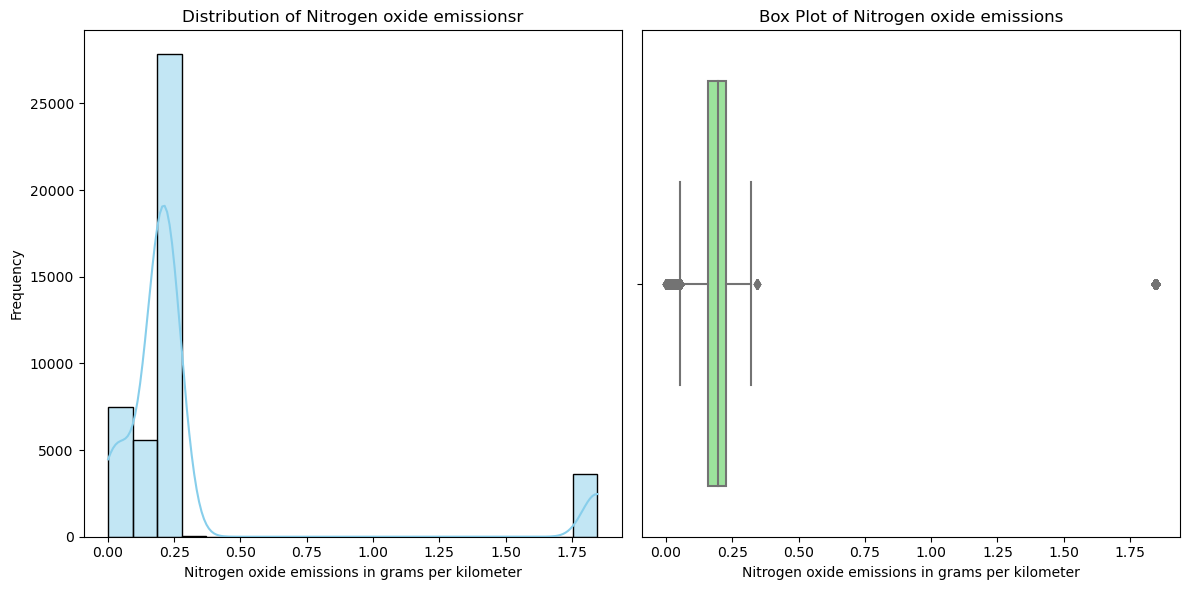 Distribution of Nitrogen oxide emissionsr
Frequency
25000
20000
15000
10000
5000
0
0.00 0.25 0.50 0.75 1.00 1.25 1.50 1.75
Nitrogen oxide emissions in grams per kilometer
Box Plot of Nitrogen oxide emissions
0.00 0.25 0.50 0.75 1.00 1.25 1.50 1.75
Nitrogen oxide emissions in grams per kilometer